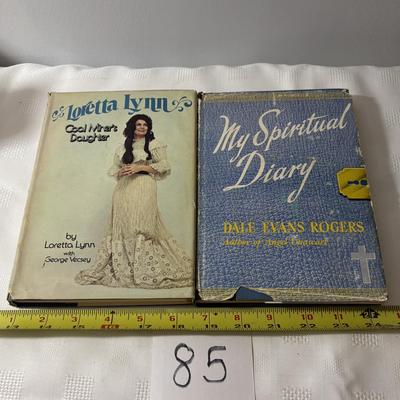 Loretta Lynn
Coal Miner's
Daughter
by
Loretta Lynn
with
George Vecsey
My Spiritual
Diary
DALE EVANS ROGERS
Author of Angel Unaware
85